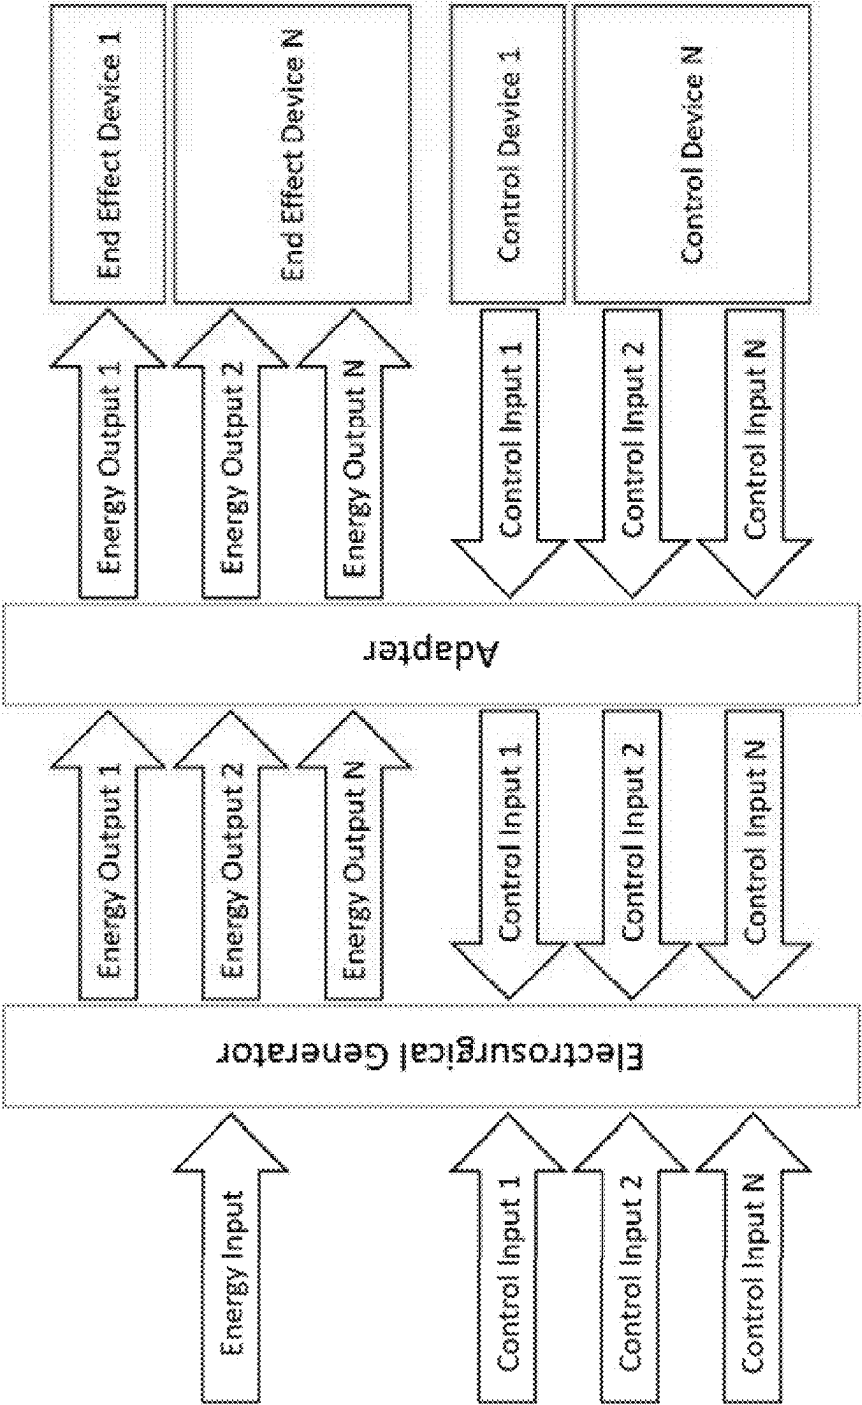 Energy Input
Control Input 1
Control Input 2
Control Input N
Electrosurgical Generator
Energy Output 1
Energy Output 2
Energy Output N
Control Input 1
Control Input 2
Control Input N
Adapter
Energy Output 1
Energy Output 2
Energy Output N
Control Input 1
Control Input 2
Control Input N
End Effect Device 1
End Effect Device N
Control Device 1
Control Device N